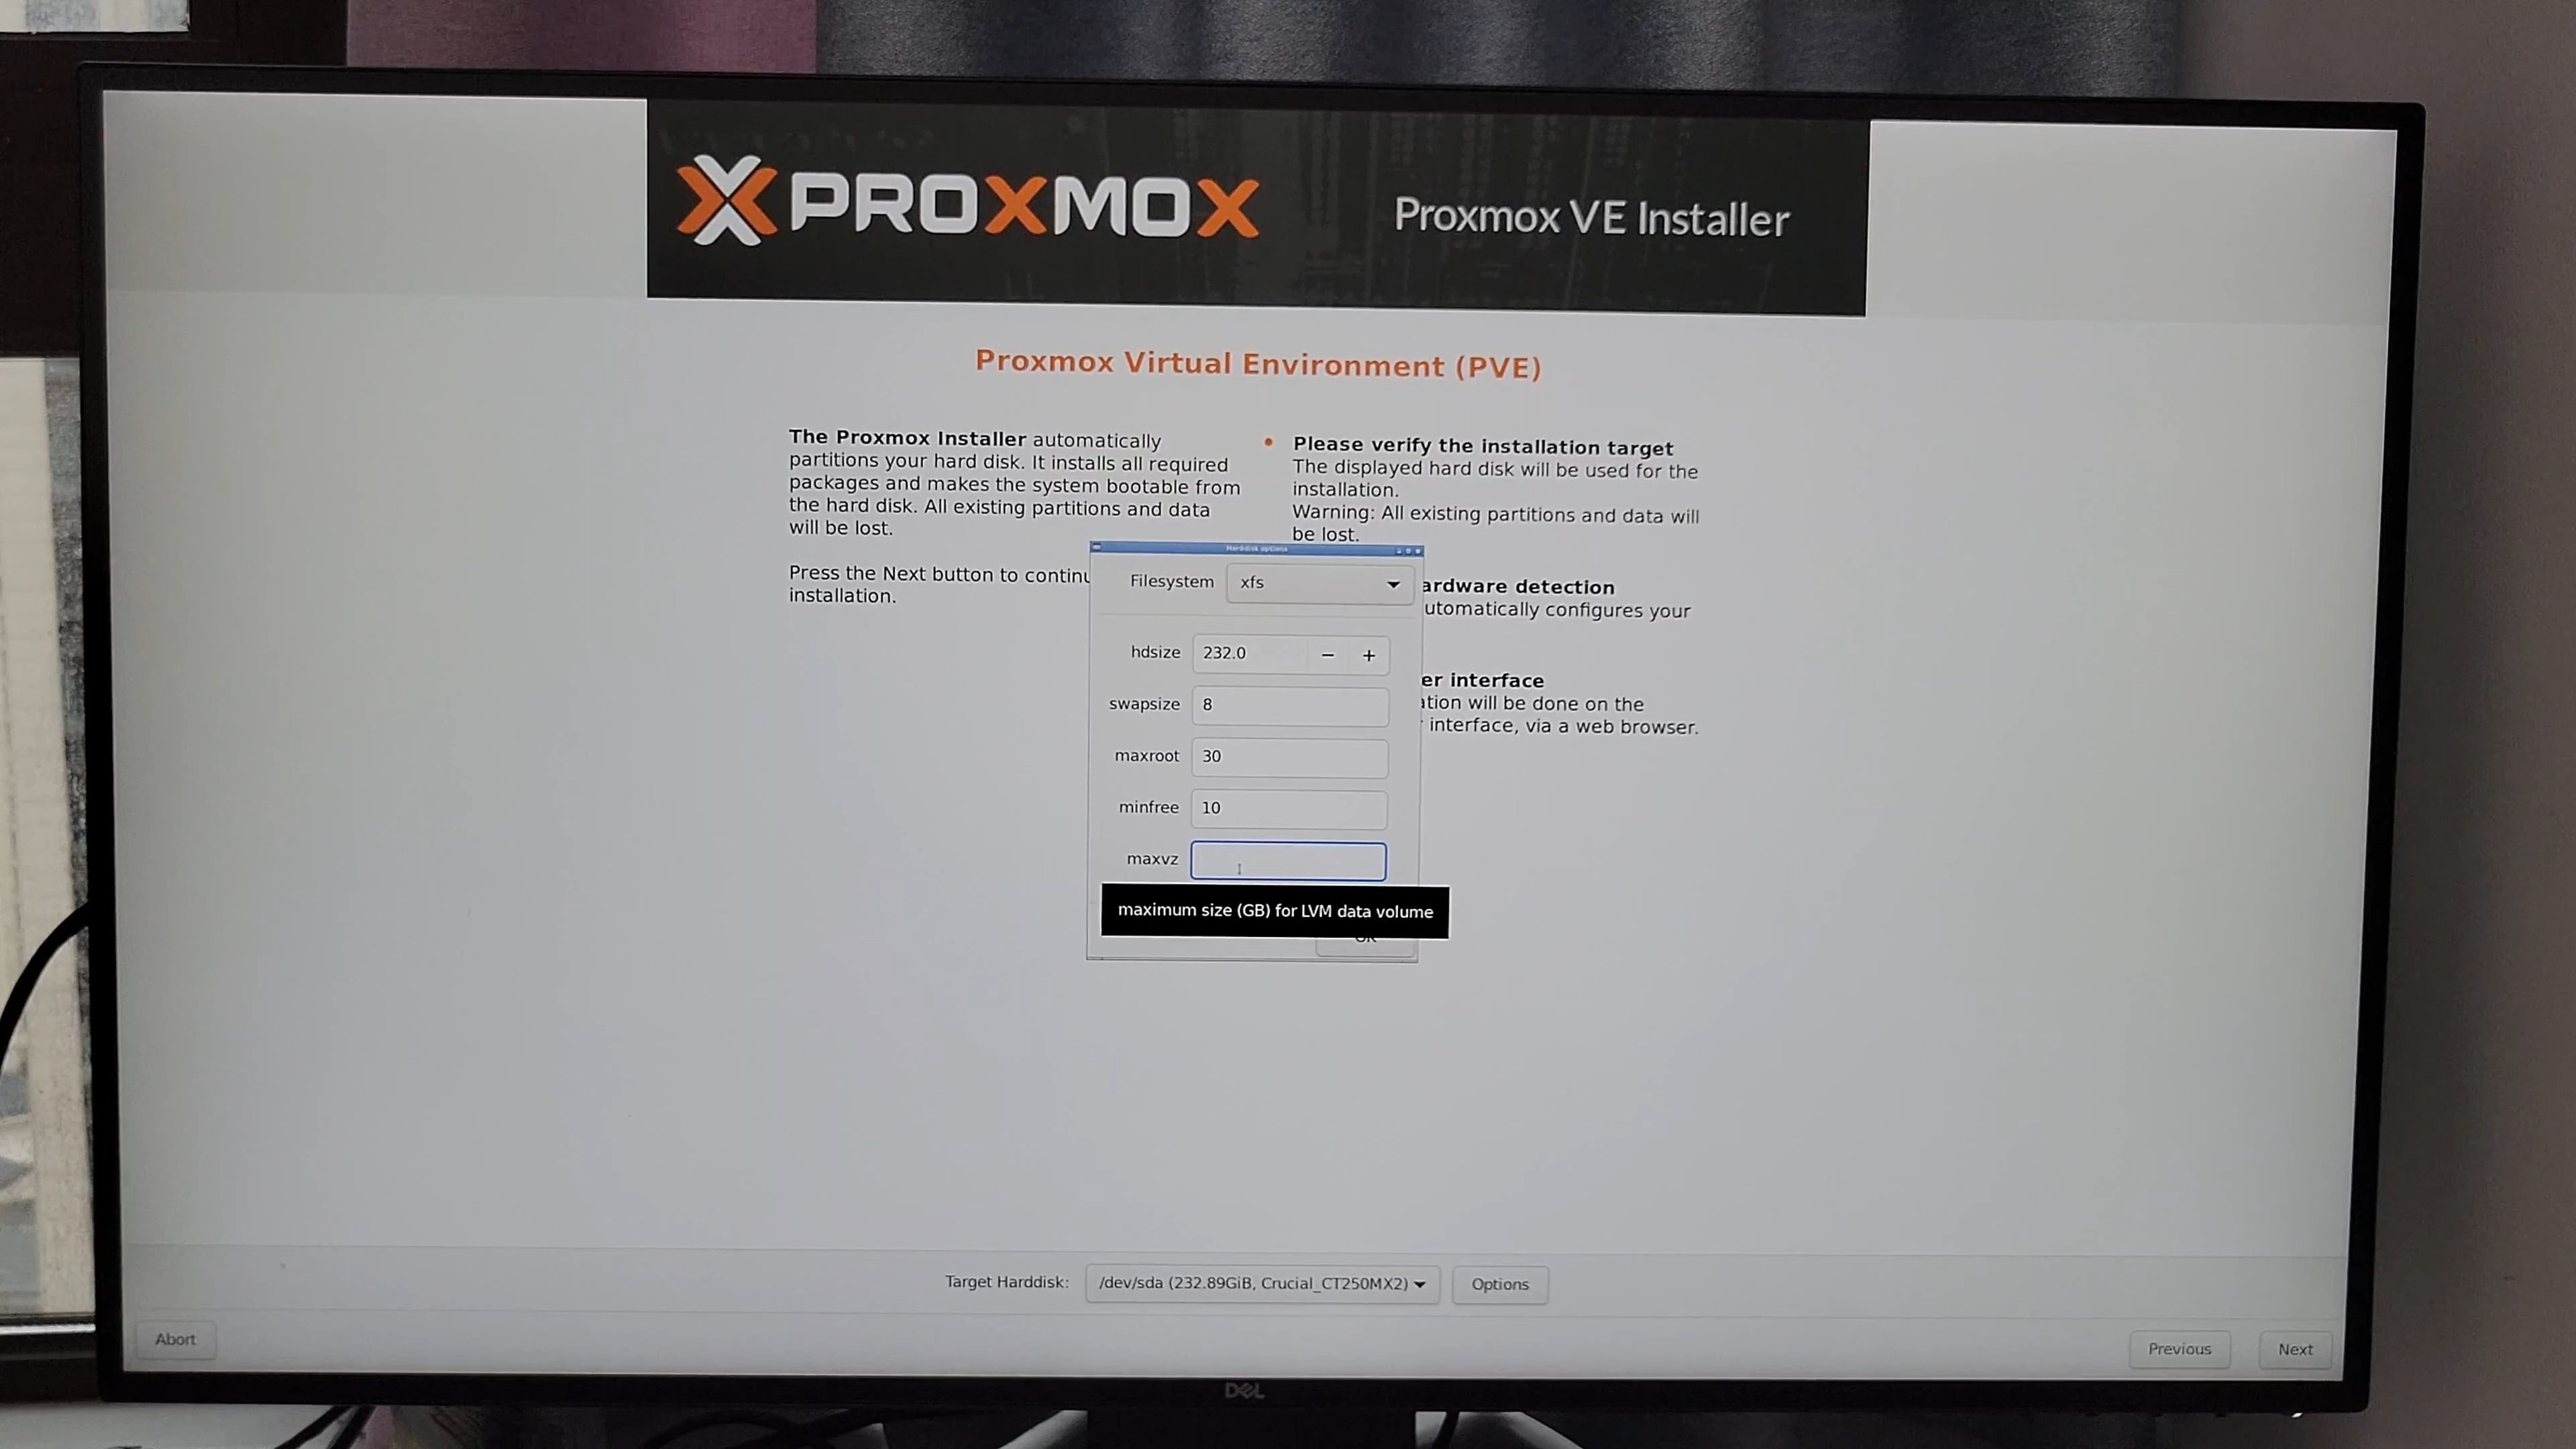 PROXMOX
Proxmox VE Installer
Proxmox Virtual Environment (PVE)
The Proxmox Installer automatically
partitions your hard disk. It installs all required
packages and makes the system bootable from
the hard disk. All existing partitions and data
will be lost.
Press the Next button to continu
installation.
Please verify the installation target
The displayed hard disk will be used for the
installation.
Warning: All existing partitions and data will
be lost.
ardware detection
utomatically configures your
er interface
ation will be done on the
interface, via a web browser.
Harddisk options
Filesystem xfs
hdsize 232.0 − +
swapsize 8
maxroot 30
minfree 10
maxvz
maximum size (GB) for LVM data volume
OK
Target Harddisk: /dev/sda (232.89GiB, Crucial_CT250MX2) Options
Abort Previous Next
DELL